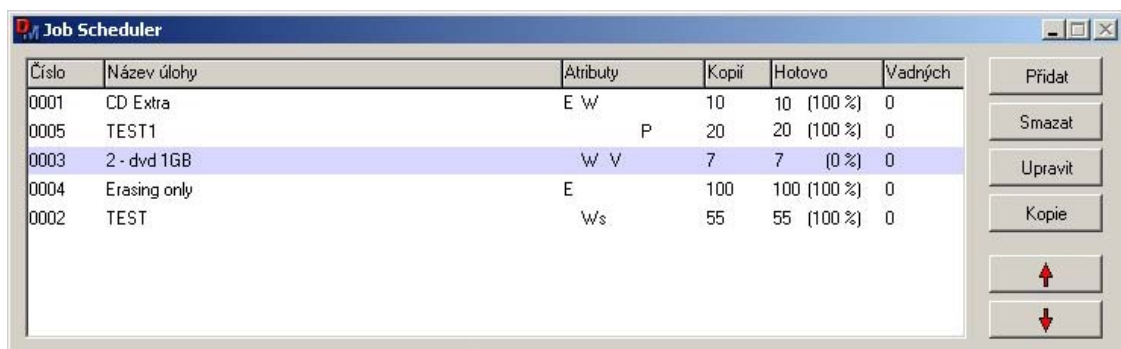 DM Job Scheduler
Číslo Název úlohy Atributy Kopií Hotovo Vadných
0001 CD Extra E W 10 10 (100 %) 0
0005 TEST1 P 20 20 (100 %) 0
0003 2 - dvd 1GB W V 7 7 (0 %) 0
0004 Erasing only E 100 100 (100 %) 0
0002 TEST Ws 55 55 (100 %) 0
Přidat
Smazat
Upravit
Kopie